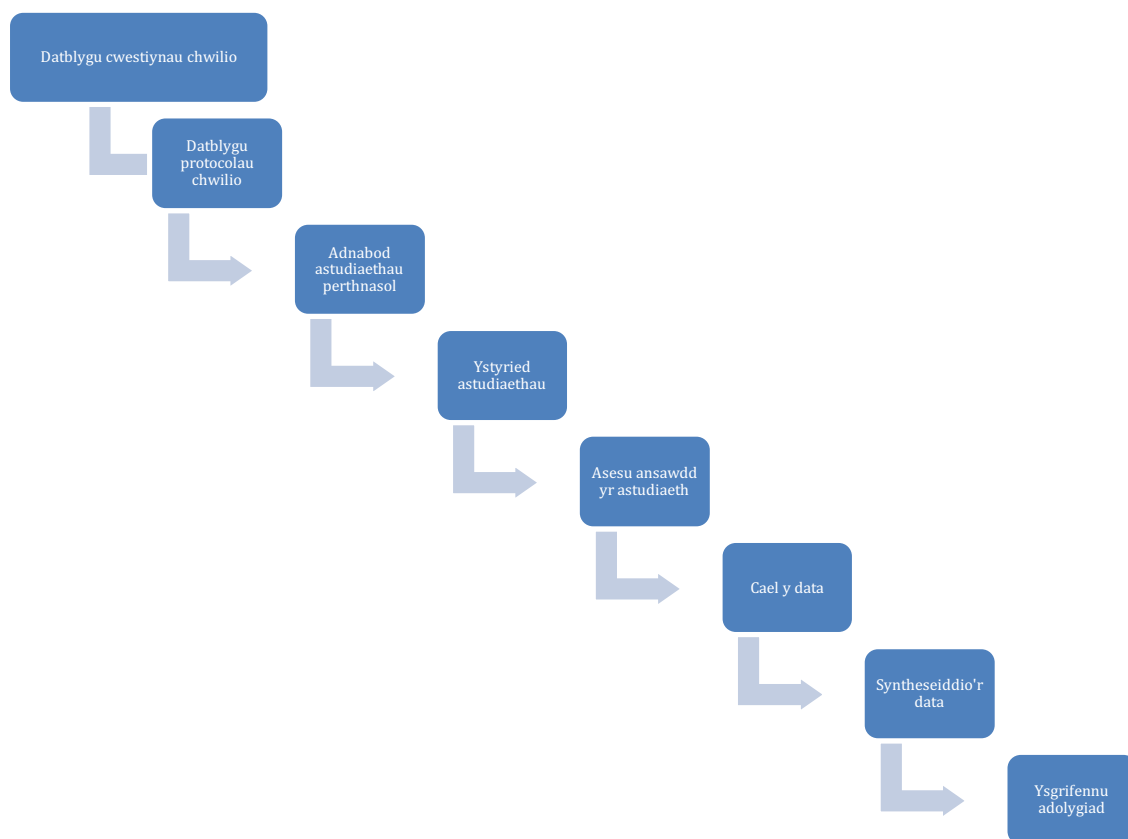 Datblygu cwestiynau chwilio
Datblygu
protocolau
chwilio
Adnabod
astudiaethau
perthnasol
Ystyried
astudiaethau
Asesu ansawdd
yr astudiaeth
Cael y data
Syntheseiddio'r
data
Ysgrifennu
adolygiad